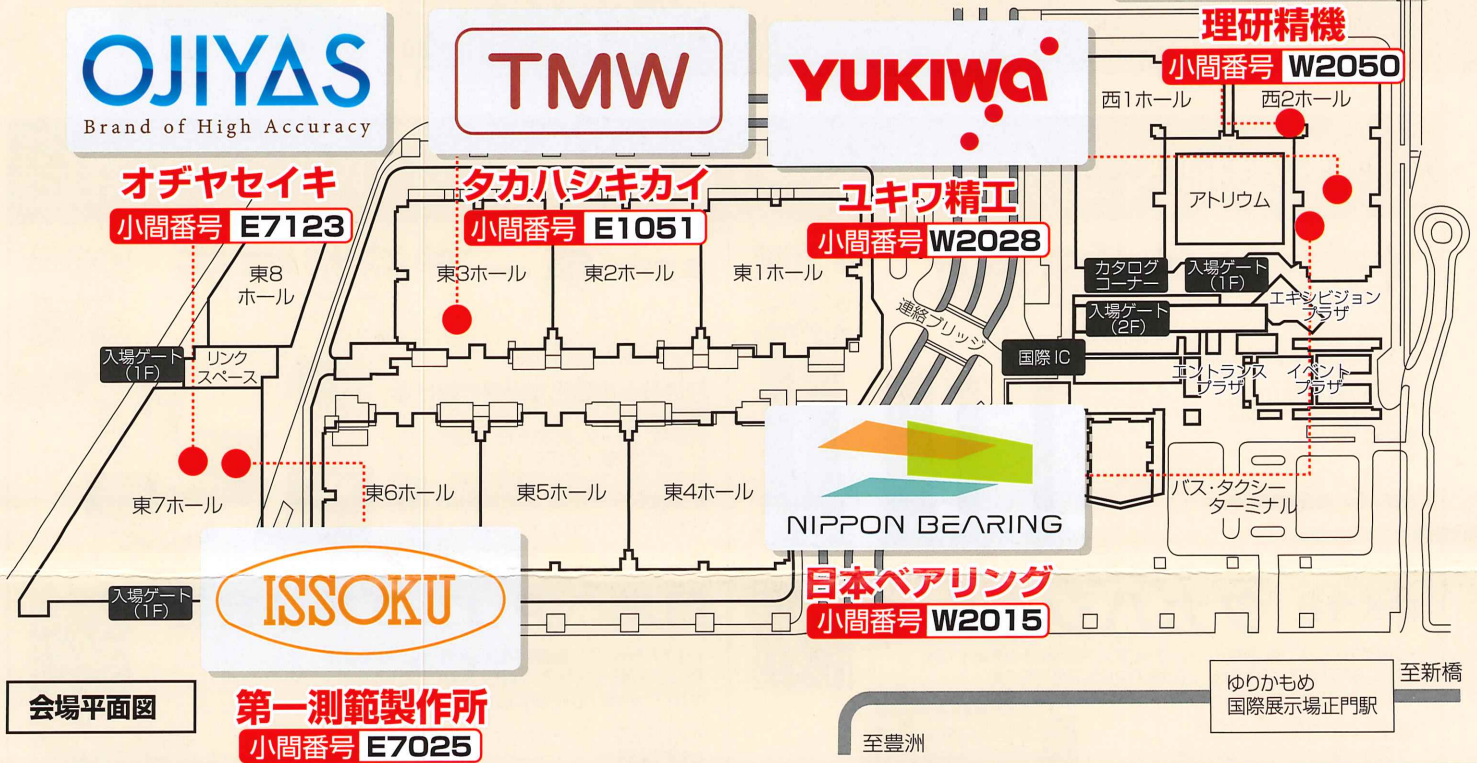 OJIYAS
Brand of High Accuracy
オヂヤセイキ
小間番号 E7123
TMW
タカハシキカイ
小間番号 E1051
YUKIWA
ユキワ精工
小間番号 W2028
理研精機
小間番号 W2050
西1ホール
西2ホール
アトリウム
カタログ
コーナー
入場ゲート
(1F)
入場ゲート
(2F)
エキシビジョン
プラザ
国際IC
エントランス
プラザ
イベント
プラザ
連絡ブリッジ
東8
ホール
東3ホール
東2ホール
東1ホール
入場ゲート
(1F)
リンク
スペース
東7ホール
東6ホール
東5ホール
東4ホール
バス・タクシー
ターミナル
NIPPON BEARING
日本ベアリング
小間番号 W2015
入場ゲート
(1F)
ISSOKU
第一測範製作所
小間番号 E7025
会場平面図
ゆりかもめ
国際展示場正門駅
至新橋
至豊洲